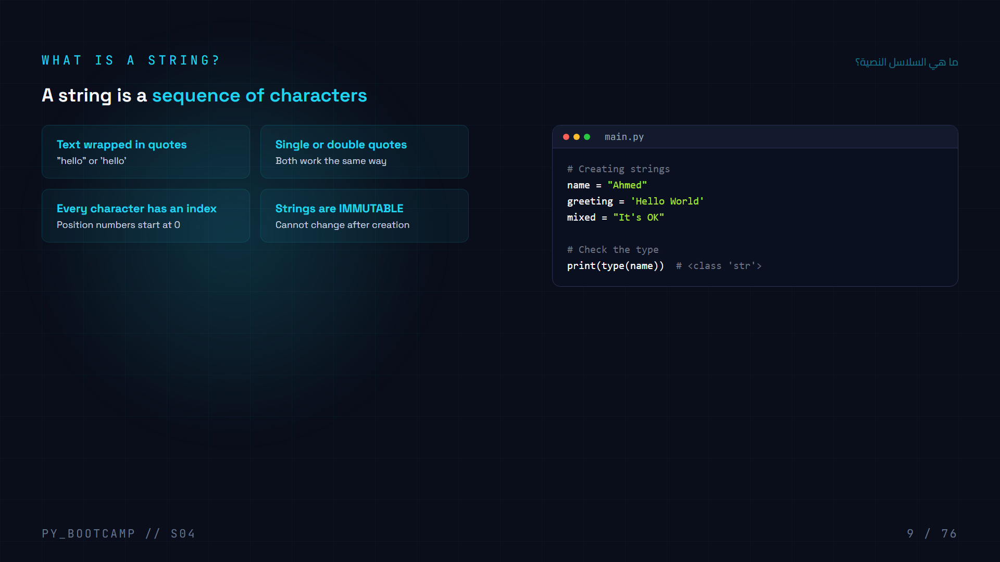 WHAT IS A STRING?
ما هي السلاسل النصية؟
A string is a sequence of characters
Text wrapped in quotes
”hello” or ’hello’
Single or double quotes
Both work the same way
Every character has an index
Position numbers start at 0
Strings are IMMUTABLE
Cannot change after creation
main.py
# Creating strings
name = "Ahmed"
greeting = 'Hello World'
mixed = "It's OK"
# Check the type
print(type(name))  # <class 'str'>
PY_BOOTCAMP // S04
9 / 76